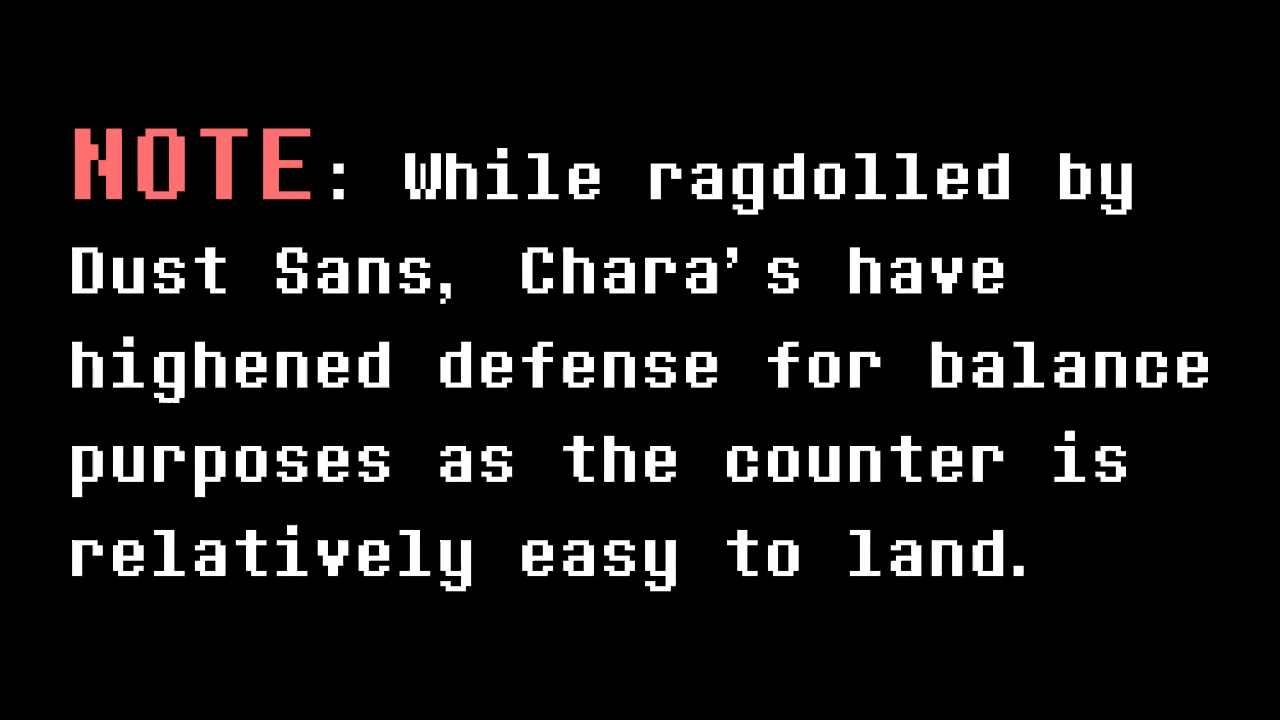 NOTE: While ragdolled by
Dust Sans, Chara's have
highened defense for balance
purposes as the counter is
relatively easy to land.